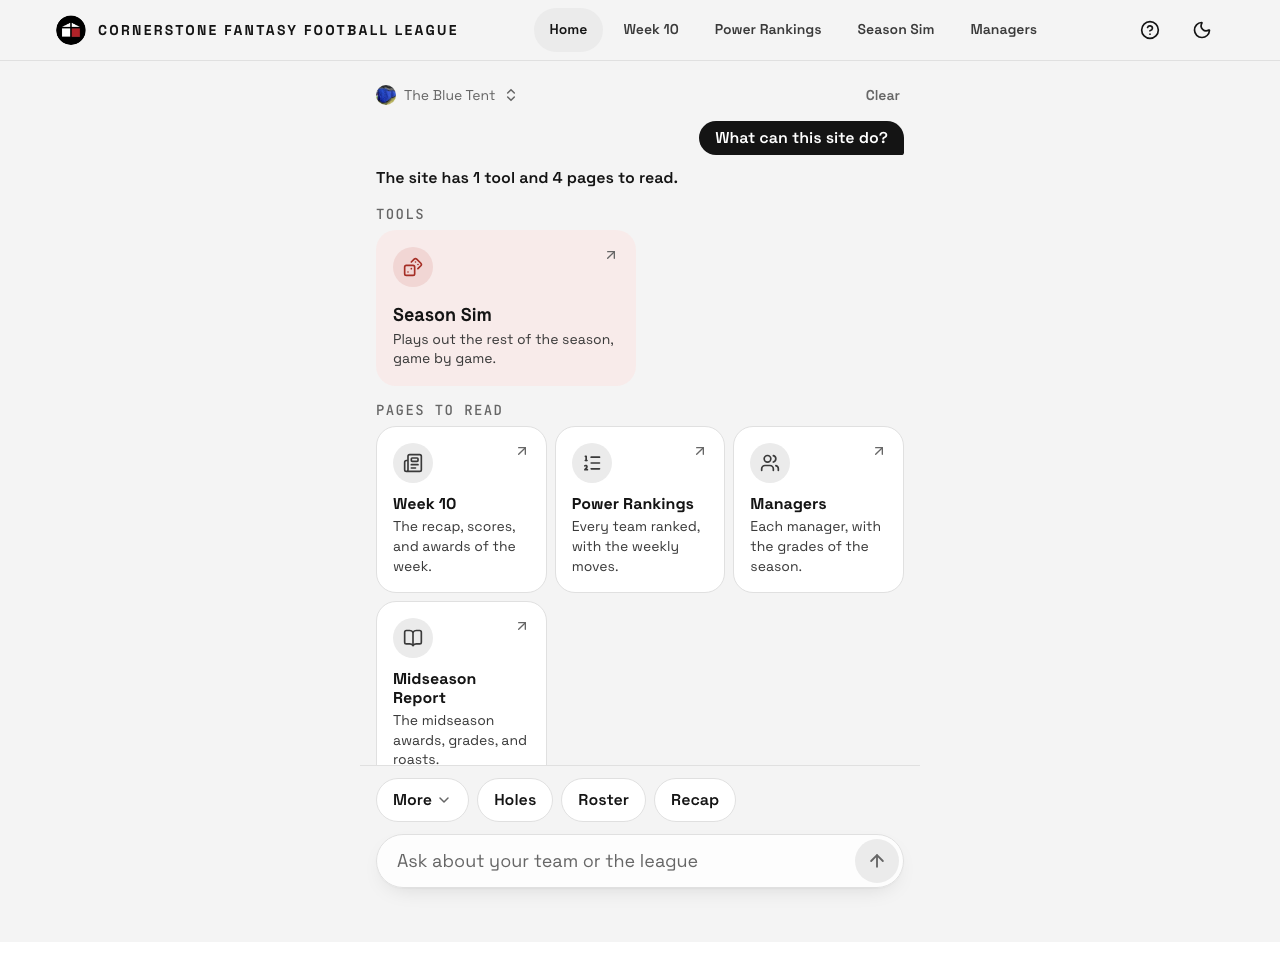 CORNERSTONE FANTASY FOOTBALL LEAGUE
Home
Week 10
Power Rankings
Season Sim
Managers
The Blue Tent
Clear
What can this site do?
The site has 1 tool and 4 pages to read.
TOOLS
Season Sim
Plays out the rest of the season,
game by game.
PAGES TO READ
Week 10
The recap, scores,
and awards of the
week.
Power Rankings
Every team ranked,
with the weekly
moves.
Managers
Each manager, with
the grades of the
season.
Midseason
Report
The midseason
awards, grades, and
roasts.
More
Holes
Roster
Recap
Ask about your team or the league